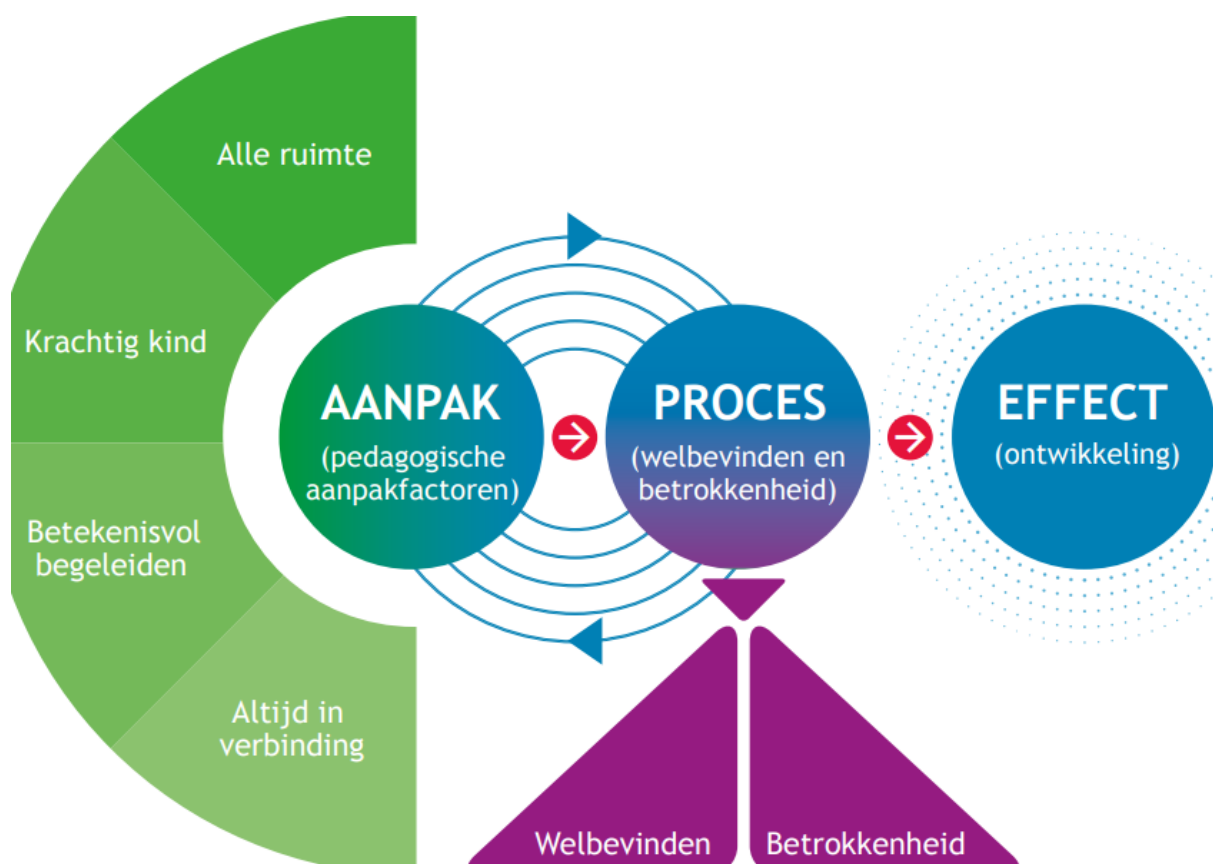 Alle ruimte
Krachtig kind
Betekenisvol
begeleiden
Altijd in
verbinding
AANPAK
(pedagogische
aanpakfactoren)
PROCES
(welbevinden en
betrokkenheid)
EFFECT
(ontwikkeling)
Welbevinden
Betrokkenheid